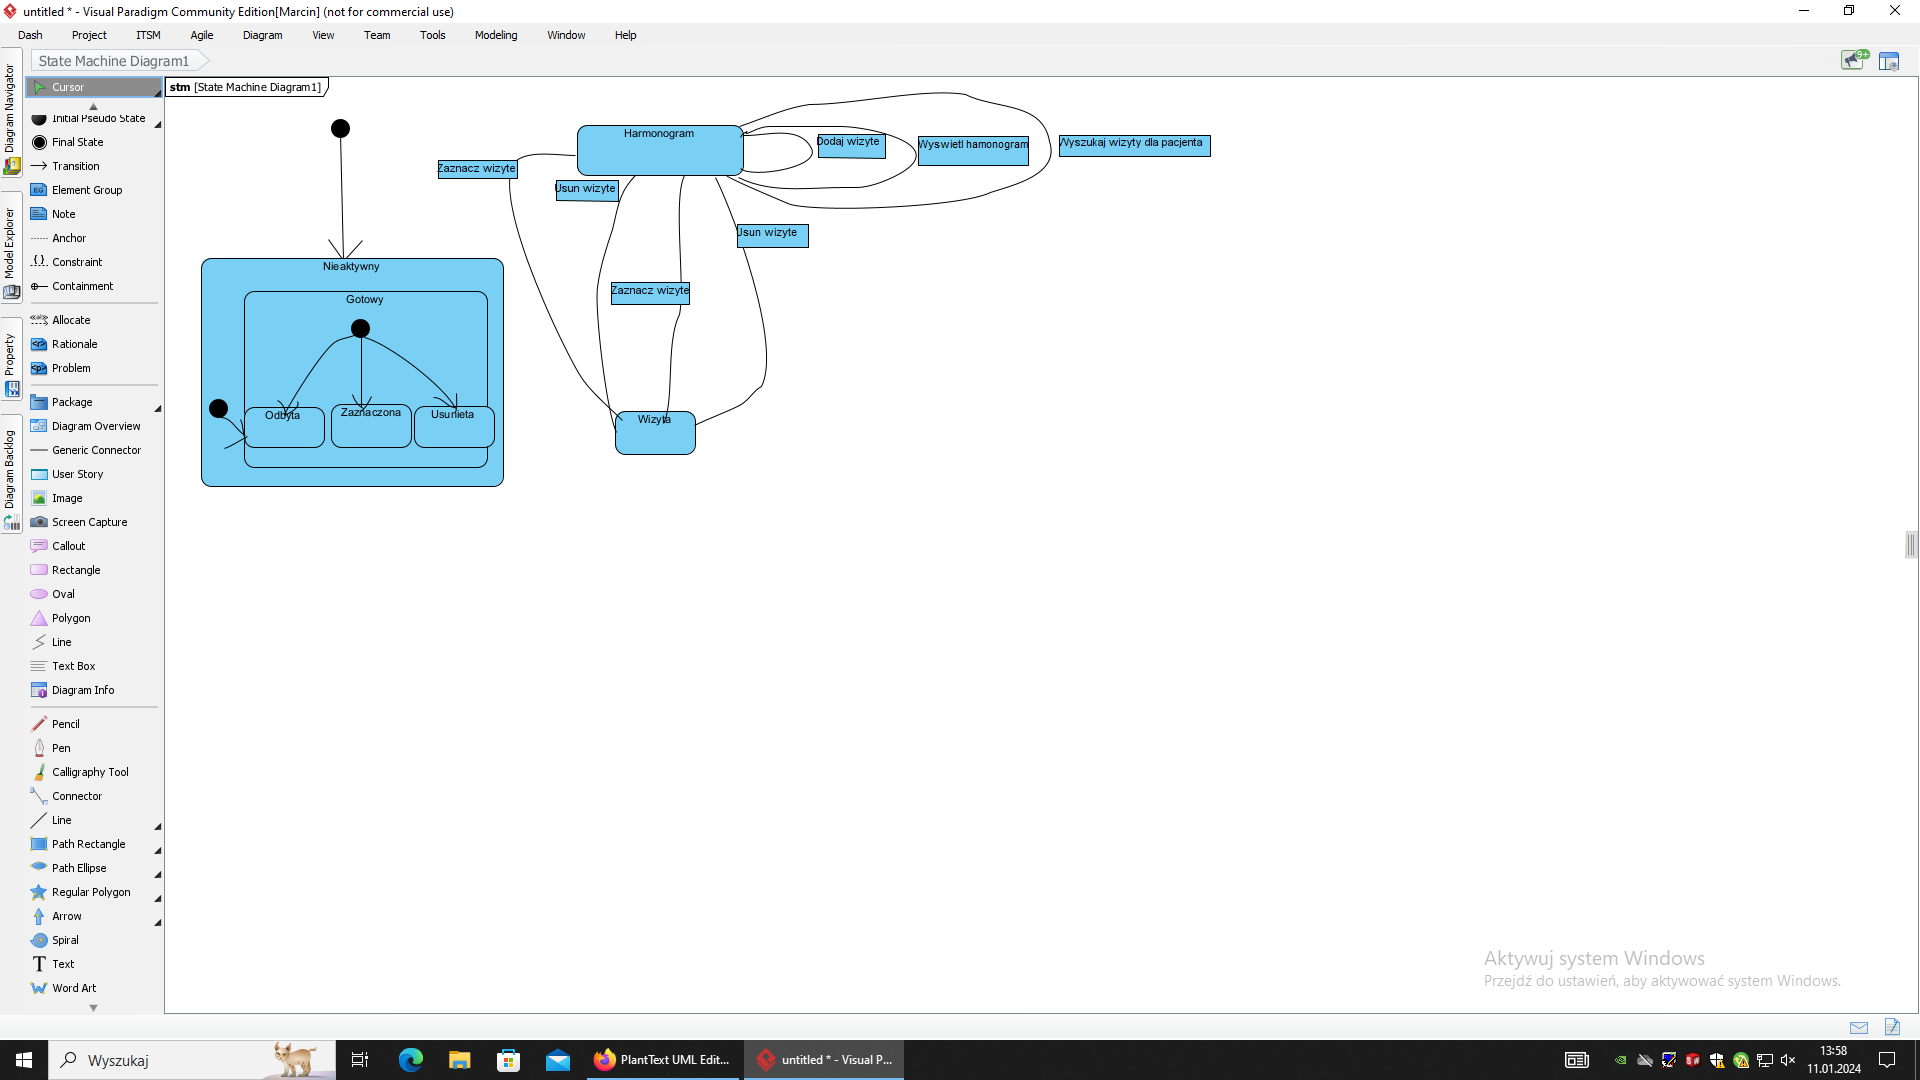 untitled * - Visual Paradigm Community Edition[Marcin] (not for commercial use)
Dash Project ITSM Agile Diagram View Team Tools Modeling Window Help
State Machine Diagram1
9+
Diagram Navigator
Model Explorer
Property
Diagram Backlog
Cursor
Initial Pseudo State
Final State
Transition
EG Element Group
Note
Anchor
Constraint
Containment
Allocate
<r> Rationale
<p> Problem
Package
Diagram Overview
Generic Connector
User Story
Image
Screen Capture
Callout
Rectangle
Oval
Polygon
Line
Text Box
Diagram Info
Pencil
Pen
Calligraphy Tool
Connector
Line
Path Rectangle
Path Ellipse
Regular Polygon
Arrow
Spiral
T Text
Word Art
stm [State Machine Diagram1]
Harmonogram
Dodaj wizyte
Wyswietl hamonogram
Wyszukaj wizyty dla pacjenta
Zaznacz wizyte
Usun wizyte
Usun wizyte
Zaznacz wizyte
Nieaktywny
Gotowy
Odbyta
Zaznaczona
Usunieta
Wizyta
Aktywuj system Windows
Przejdź do ustawień, aby aktywować system Windows.
Wyszukaj
PlantText UML Edit...
untitled * - Visual P...
13:58
11.01.2024